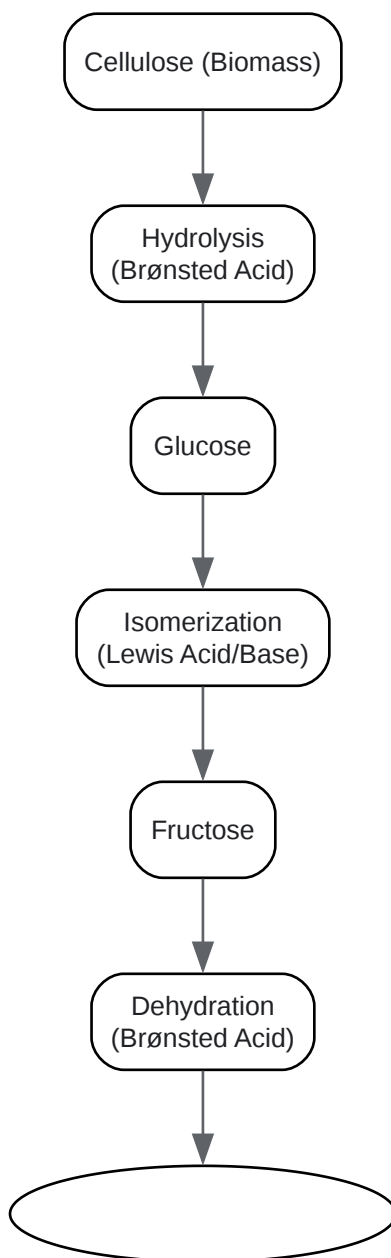 Cellulose (Biomass)
Hydrolysis
(Brønsted Acid)
Glucose
Isomerization
(Lewis Acid/Base)
Fructose
Dehydration
(Brønsted Acid)